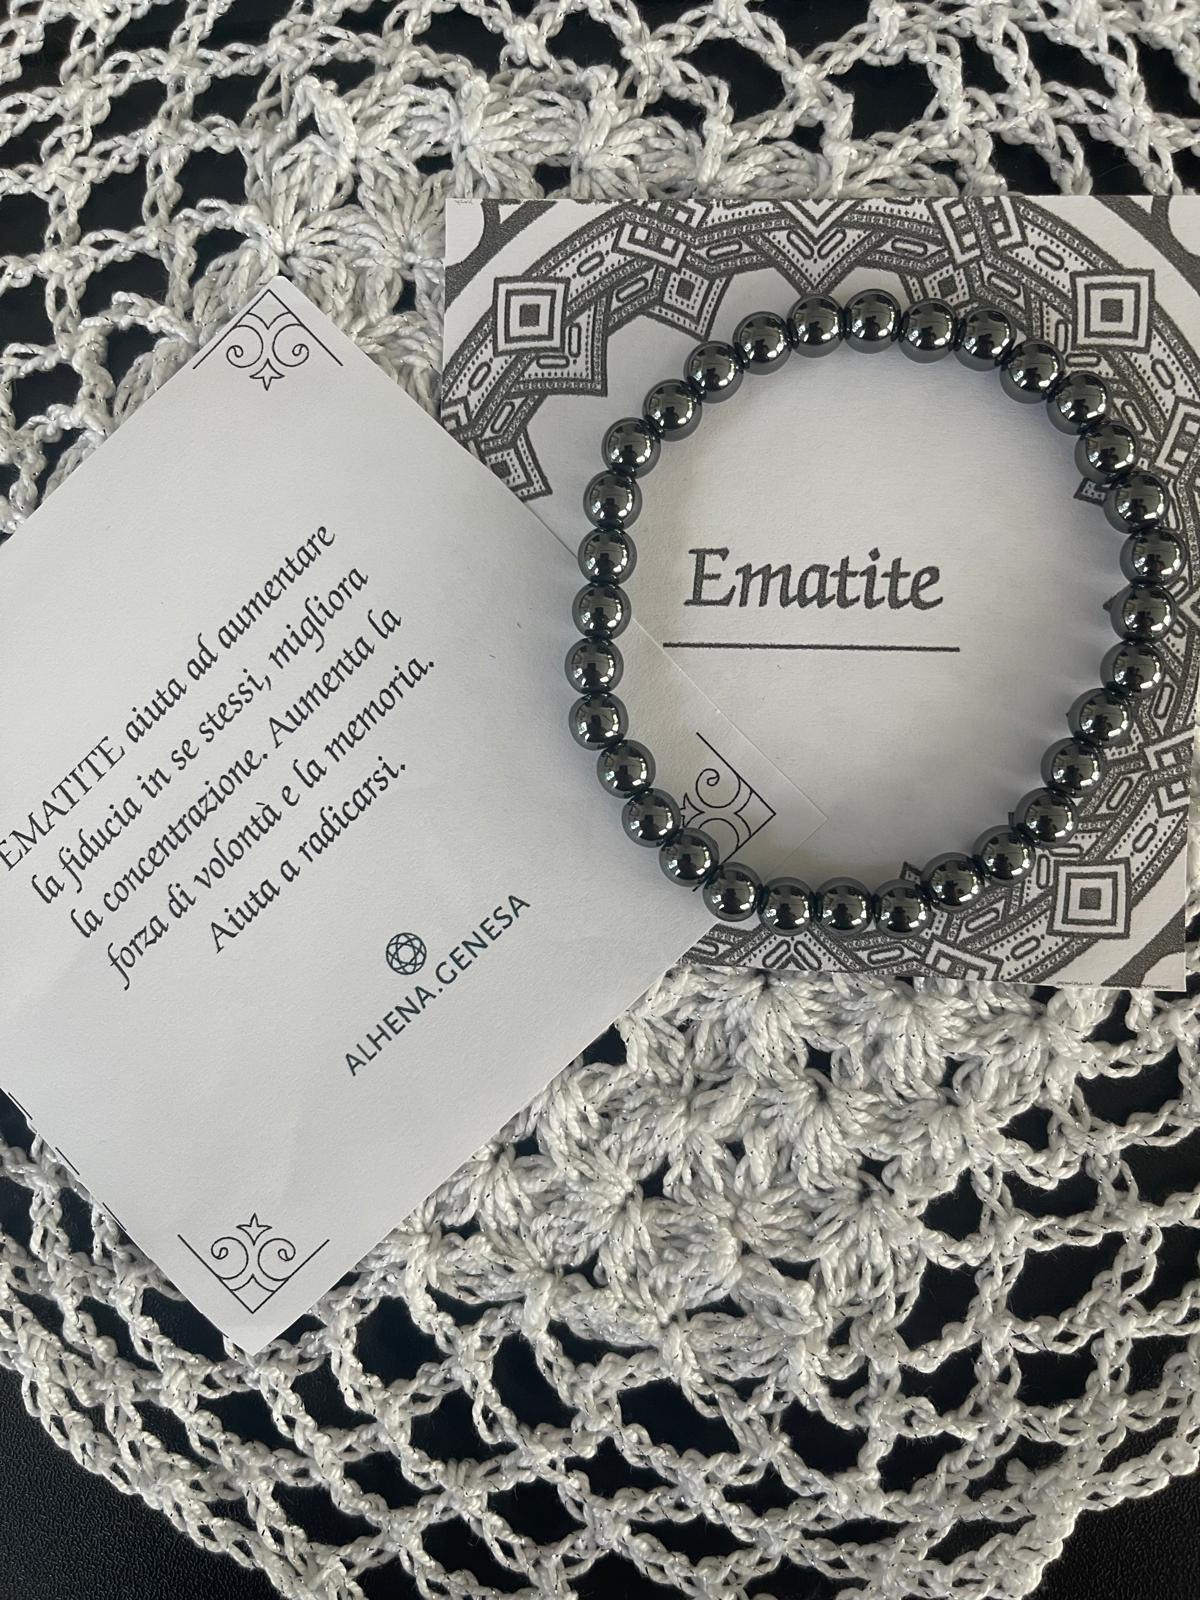 Ematite
EMATITE aiuta ad aumentare
la fiducia in se stessi, migliora
la concentrazione. Aumenta la
forza di volontà e la memoria.
Aiuta a radicarsi.
ALHENA.GENESA